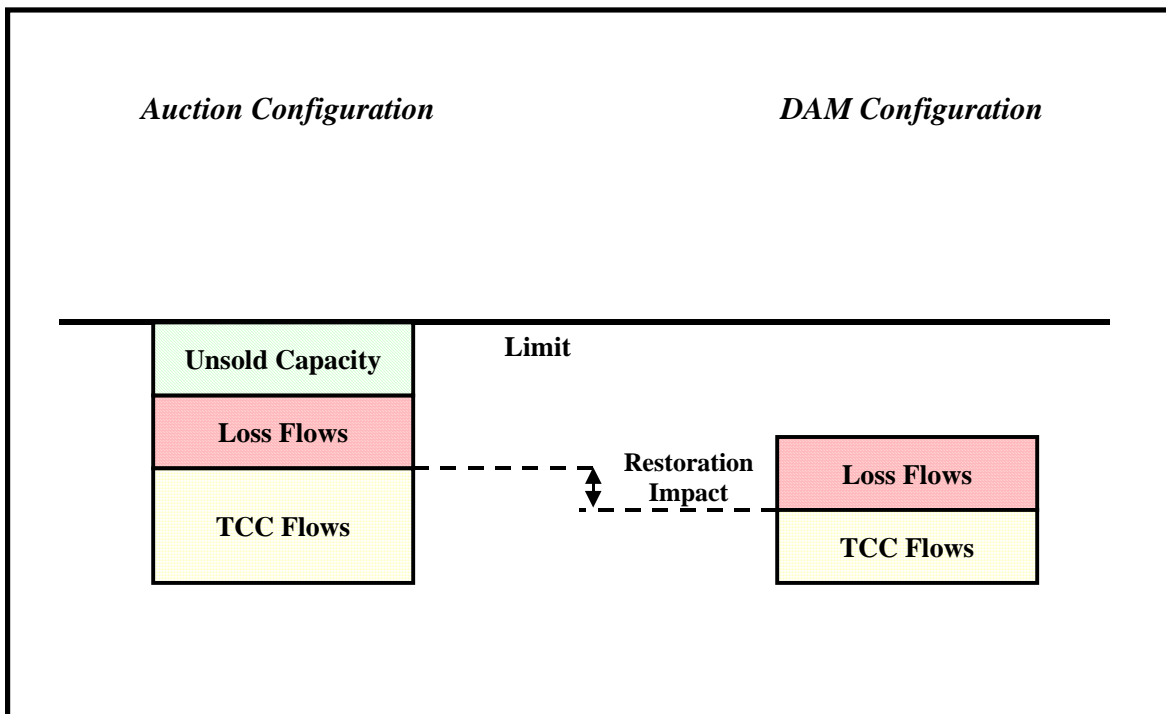 Auction Configuration
DAM Configuration
Limit
Unsold Capacity
Loss Flows
TCC Flows
Restoration
Impact
Loss Flows
TCC Flows